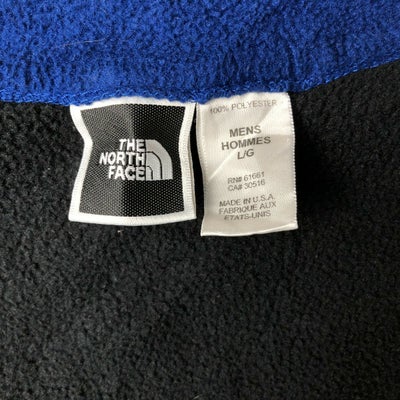 THE
NORTH
FACE
100% POLYESTER
MENS
HOMMES
L/G
RN# 61661
CA# 30516
MADE IN U.S.A.
FABRIQUE AUX
ETATS-UNIS